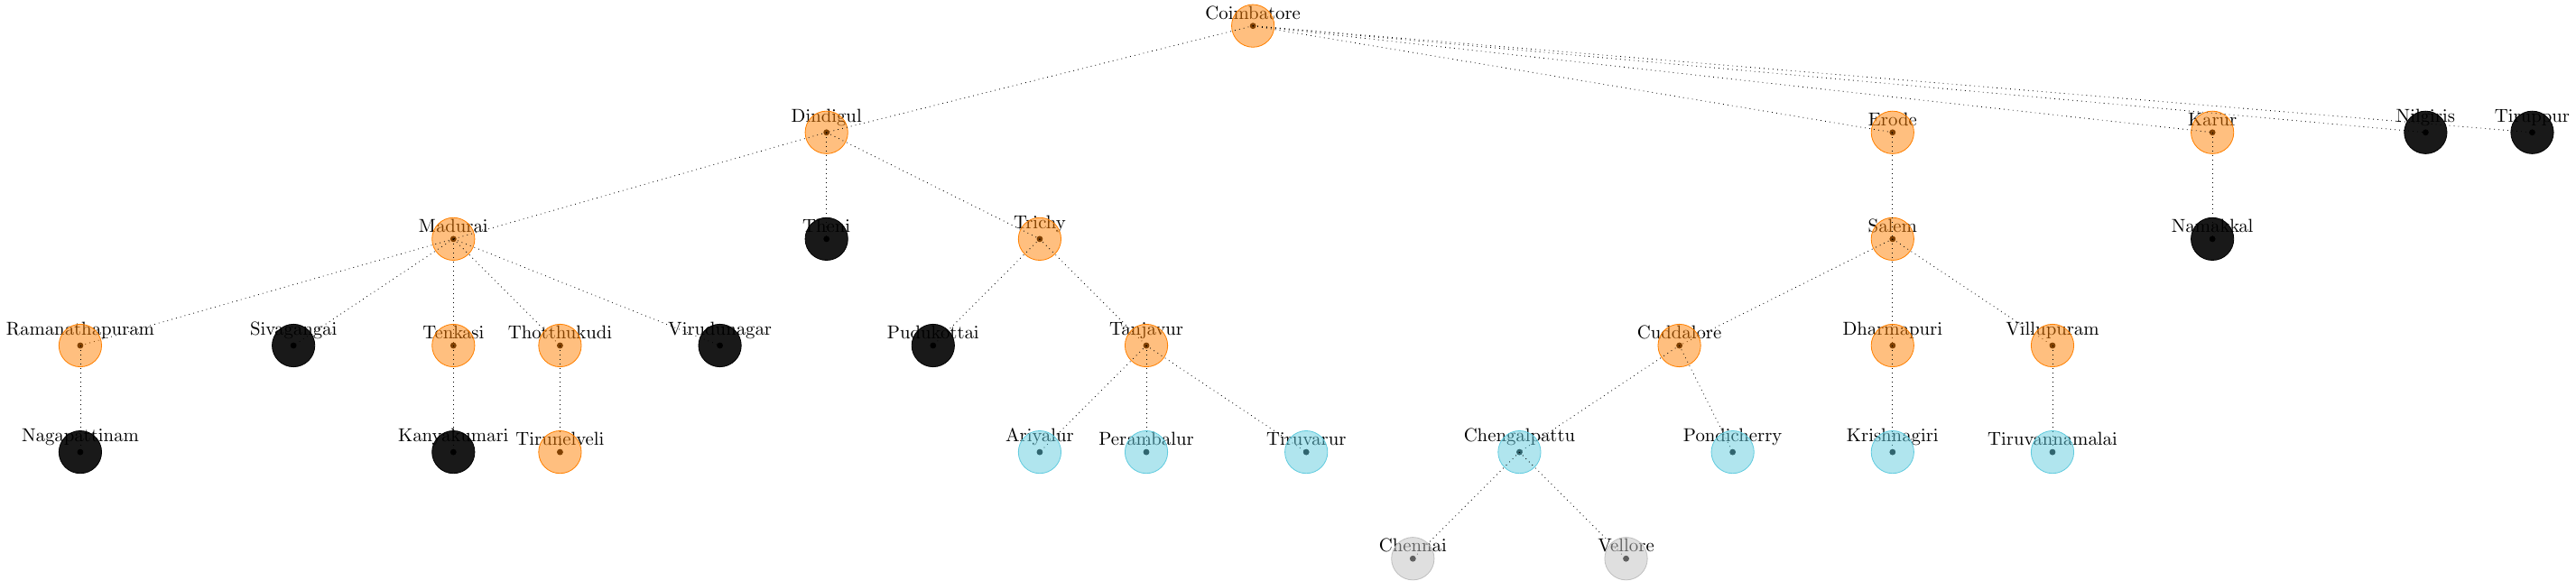 Coimbatore
Dindigul
Erode
Karur
Nilgiris
Tiruppur
Madurai
Theni
Trichy
Salem
Namakkal
Ramanathapuram
Sivagangai
Tenkasi
Thotthukudi
Virudunagar
Pudukottai
Tanjavur
Cuddalore
Dharmapuri
Villupuram
Nagapattinam
Kanyakumari
Tirunelveli
Ariyalur
Perambalur
Tiruvarur
Chengalpattu
Pondicherry
Krishnagiri
Tiruvannamalai
Chennai
Vellore